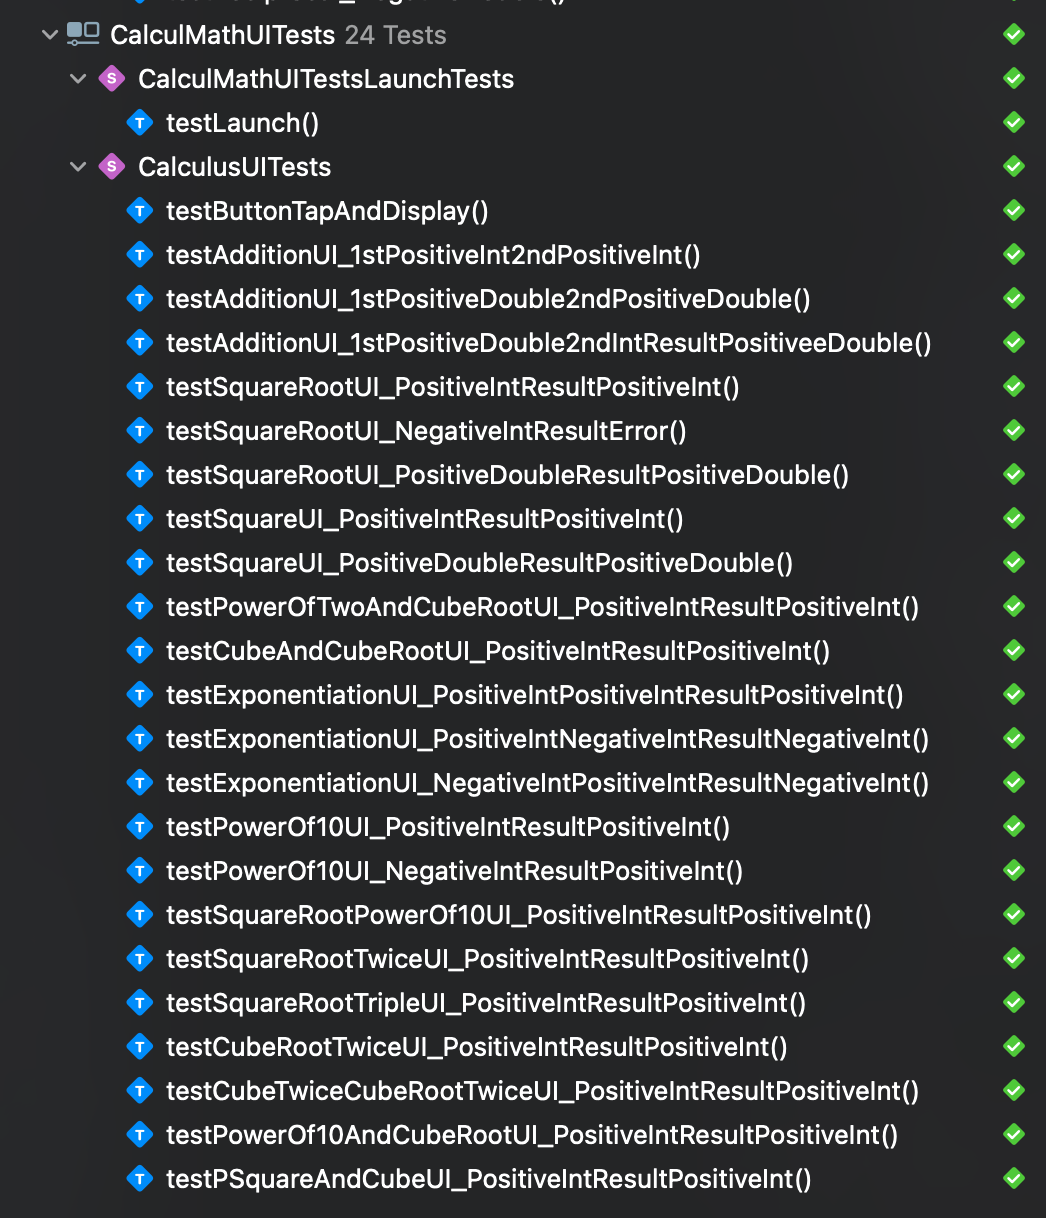 CalculMathUITests 24 Tests
S CalculMathUITestsLaunchTests
T testLaunch()
S CalculusUITests
T testButtonTapAndDisplay()
T testAdditionUI_1stPositiveInt2ndPositiveInt()
T testAdditionUI_1stPositiveDouble2ndPositiveDouble()
T testAdditionUI_1stPositiveDouble2ndIntResultPositiveeDouble()
T testSquareRootUI_PositiveIntResultPositiveInt()
T testSquareRootUI_NegativeIntResultError()
T testSquareRootUI_PositiveDoubleResultPositiveDouble()
T testSquareUI_PositiveIntResultPositiveInt()
T testSquareUI_PositiveDoubleResultPositiveDouble()
T testPowerOfTwoAndCubeRootUI_PositiveIntResultPositiveInt()
T testCubeAndCubeRootUI_PositiveIntResultPositiveInt()
T testExponentiationUI_PositiveIntPositiveIntResultPositiveInt()
T testExponentiationUI_PositiveIntNegativeIntResultNegativeInt()
T testExponentiationUI_NegativeIntPositiveIntResultNegativeInt()
T testPowerOf10UI_PositiveIntResultPositiveInt()
T testPowerOf10UI_NegativeIntResultPositiveInt()
T testSquareRootPowerOf10UI_PositiveIntResultPositiveInt()
T testSquareRootTwiceUI_PositiveIntResultPositiveInt()
T testSquareRootTripleUI_PositiveIntResultPositiveInt()
T testCubeRootTwiceUI_PositiveIntResultPositiveInt()
T testCubeTwiceCubeRootTwiceUI_PositiveIntResultPositiveInt()
T testPowerOf10AndCubeRootUI_PositiveIntResultPositiveInt()
T testPSquareAndCubeUI_PositiveIntResultPositiveInt()